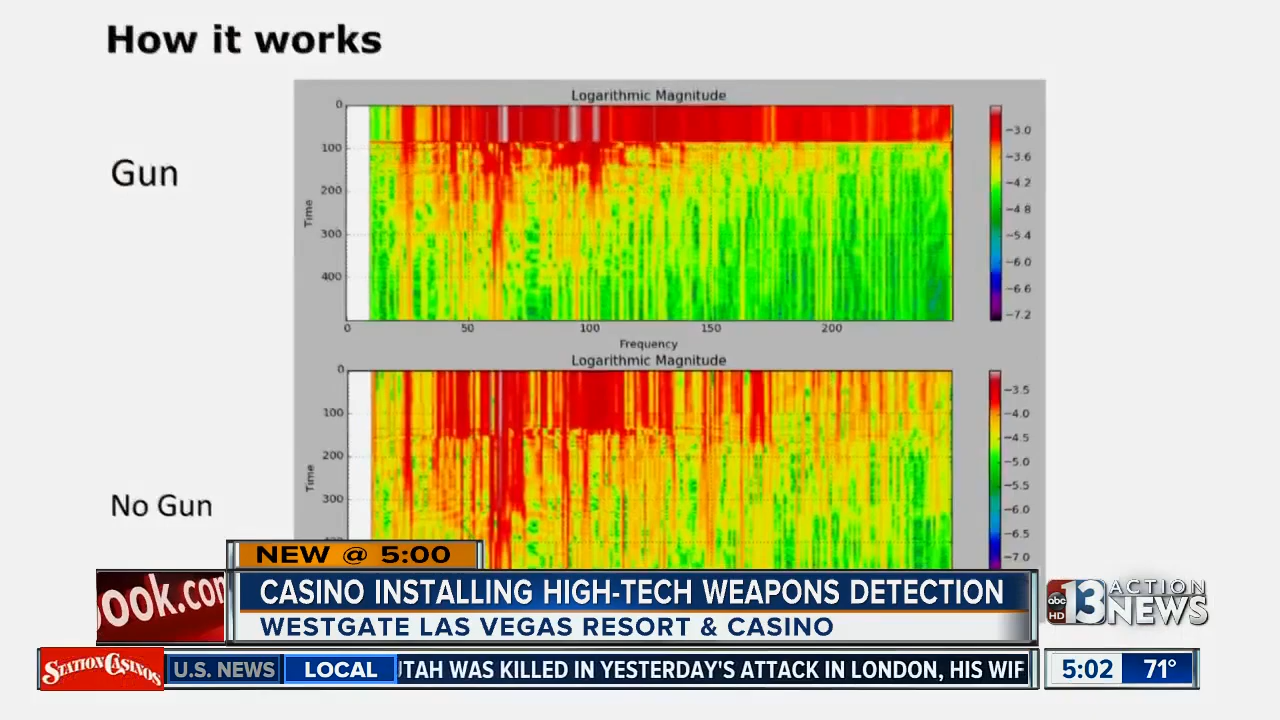 How it works
Gun
Logarithmic Magnitude
0
100
200
300
400
Time
0 50 100 150 200
Frequency
−3.0
−3.6
−4.2
−4.8
−5.4
−6.0
−6.6
−7.2
No Gun
Logarithmic Magnitude
0
100
200
300
Time
−3.5
−4.0
−4.5
−5.0
−5.5
−6.0
−6.5
−7.0
NEW @ 5:00
ook.com
CASINO INSTALLING HIGH-TECH WEAPONS DETECTION
WESTGATE LAS VEGAS RESORT & CASINO
abc HD 13 ACTION NEWS
STATION CASINOS U.S. NEWS LOCAL UTAH WAS KILLED IN YESTERDAY'S ATTACK IN LONDON, HIS WIF 5:02 71°